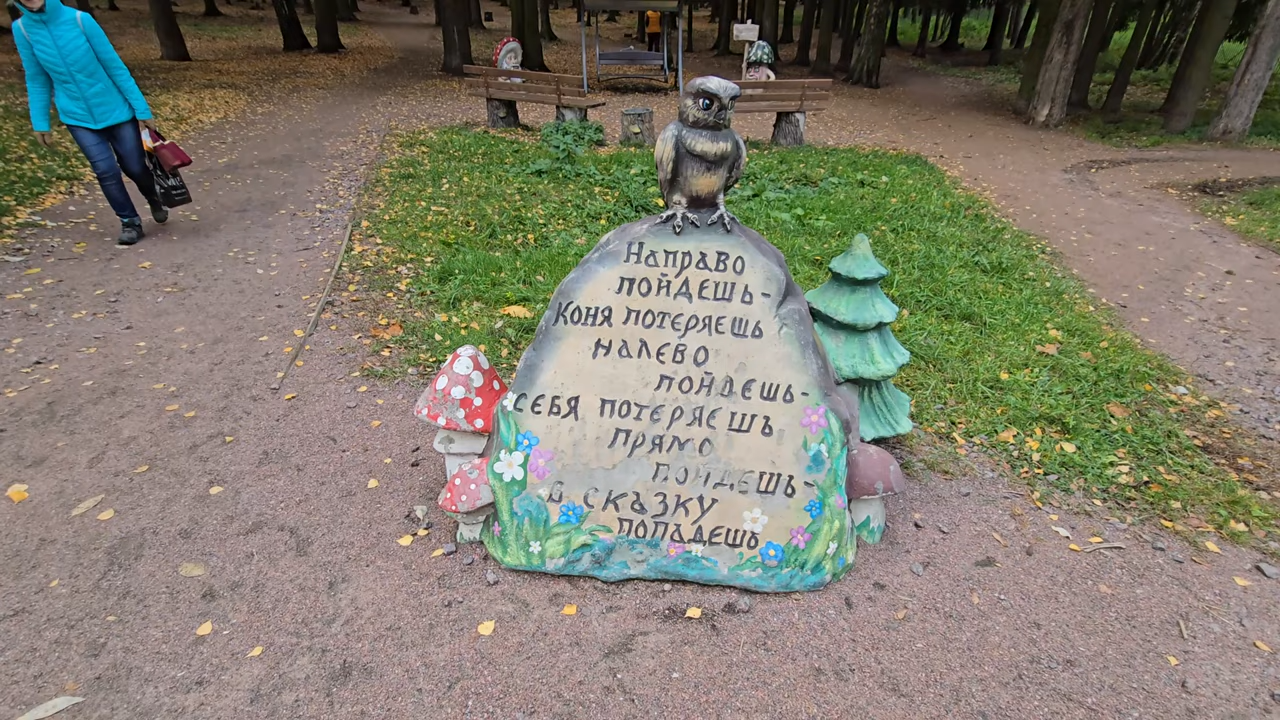 Направо
пойдешь-
Коня потеряешь
налево
пойдешь-
себя потеряешь
прямо
пойдешь-
в сказку
попадешь